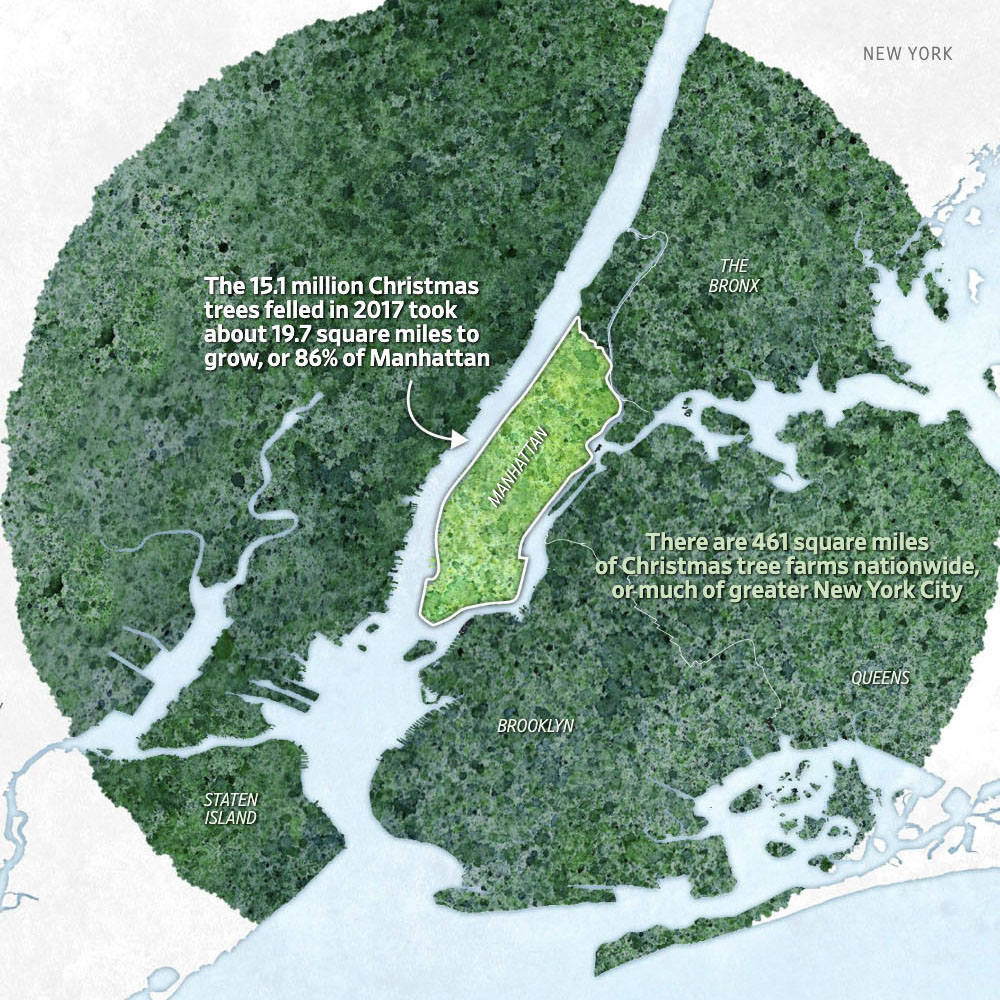 NEW YORK
THE
BRONX
The 15.1 million Christmas
trees felled in 2017 took
about 19.7 square miles to
grow, or 86% of Manhattan
MANHATTAN
There are 461 square miles
of Christmas tree farms nationwide,
or much of greater New York City
QUEENS
BROOKLYN
STATEN
ISLAND